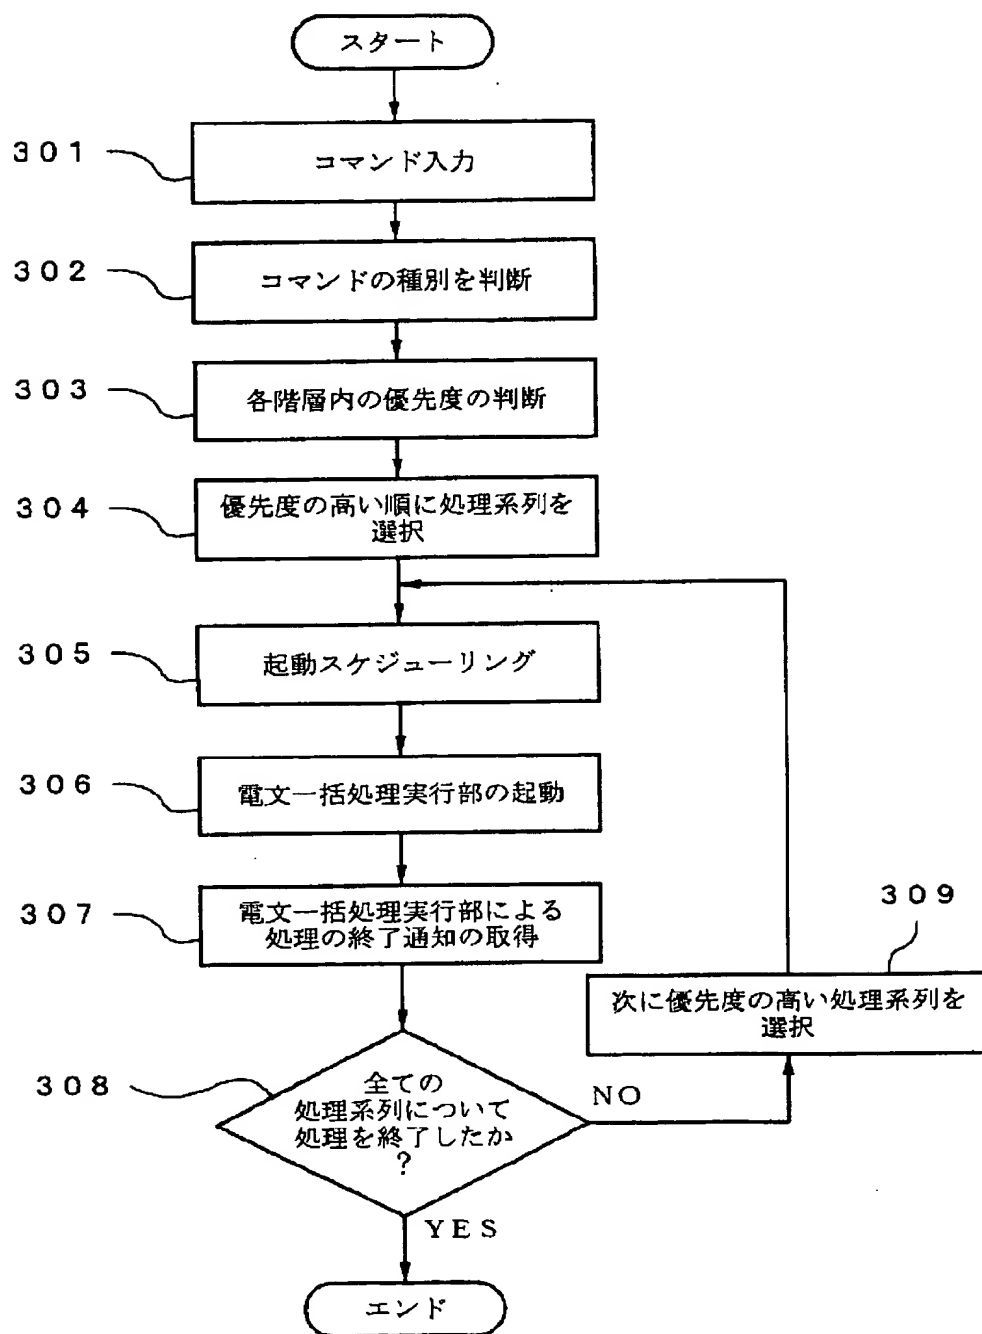 スタート
301
コマンド入力
302
コマンドの種別を判断
303
各階層内の優先度の判断
304
優先度の高い順に処理系列を
選択
305
起動スケジューリング
306
電文一括処理実行部の起動
307
電文一括処理実行部による
処理の終了通知の取得
309
次に優先度の高い処理系列を
選択
308
全ての
処理系列について
処理を終了したか
?
NO
YES
エンド